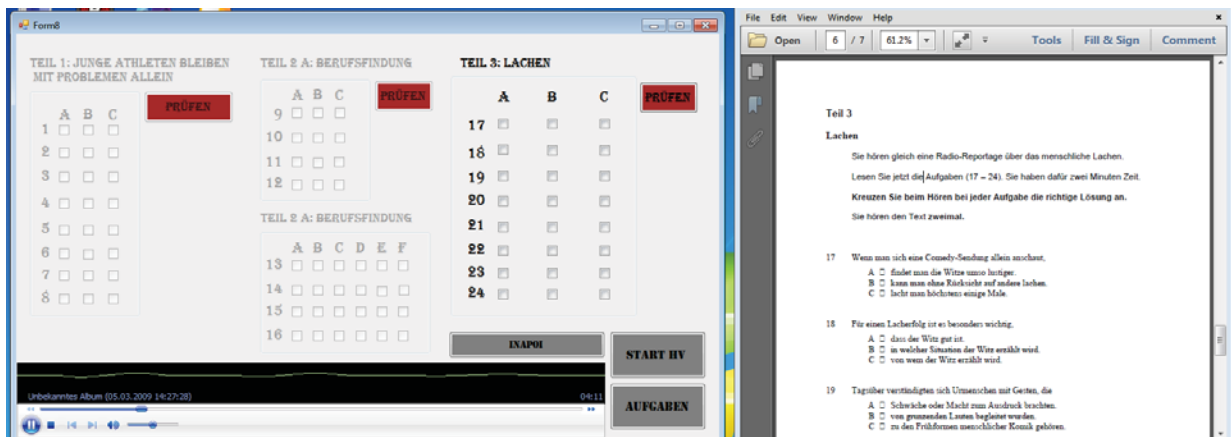 Form8
TEIL 1: JUNGE ATHLETEN BLEIBEN
MIT PROBLEMEN ALLEIN
A B C
PRÜFEN
1
2
3
4
5
6
7
8
TEIL 2 A: BERUFSFINDUNG
A B C
PRÜFEN
9
10
11
12
TEIL 2 A: BERUFSFINDUNG
A B C D E F
13
14
15
16
TEIL 3: LACHEN
A B C
PRÜFEN
17
18
19
20
21
22
23
24
INAPOI
START HV
AUFGABEN
Unbekanntes Album (05.03.2009 14:27:28) 04:11
File Edit View Window Help
Open 6 / 7 61.2% Tools Fill & Sign Comment
Teil 3
Lachen
Sie hören gleich eine Radio-Reportage über das menschliche Lachen.
Lesen Sie jetzt die Aufgaben (17 – 24). Sie haben dafür zwei Minuten Zeit.
Kreuzen Sie beim Hören bei jeder Aufgabe die richtige Lösung an.
Sie hören den Text zweimal.
17 Wenn man sich eine Comedy-Sendung allein anschaut,
A findet man die Witze umso lustiger.
B kann man ohne Rücksicht auf andere lachen.
C lacht man höchstens einige Male.
18 Für einen Lacherfolg ist es besonders wichtig,
A dass der Witz gut ist.
B in welcher Situation der Witz erzählt wird.
C von wem der Witz erzählt wird.
19 Tagsüber verständigten sich Urmenschen mit Gesten, die
A Schwäche oder Macht zum Ausdruck brachten.
B von grunzenden Lauten begleitet wurden.
C zu den Frühformen menschlicher Komik gehören.